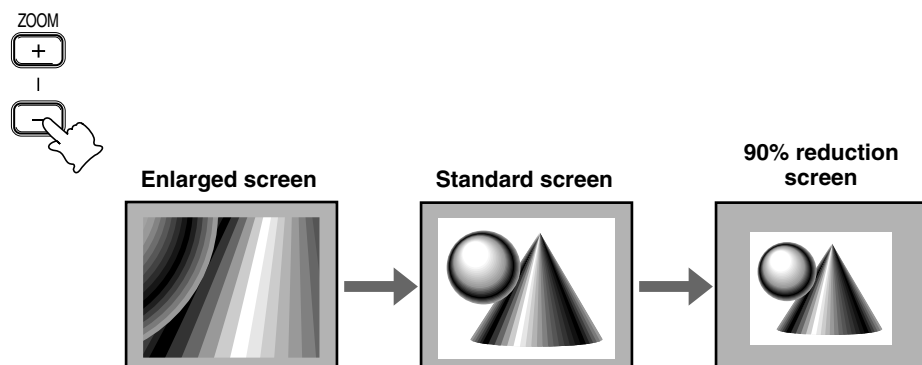 ZOOM
+
–
Enlarged screen
Standard screen
90% reduction
screen